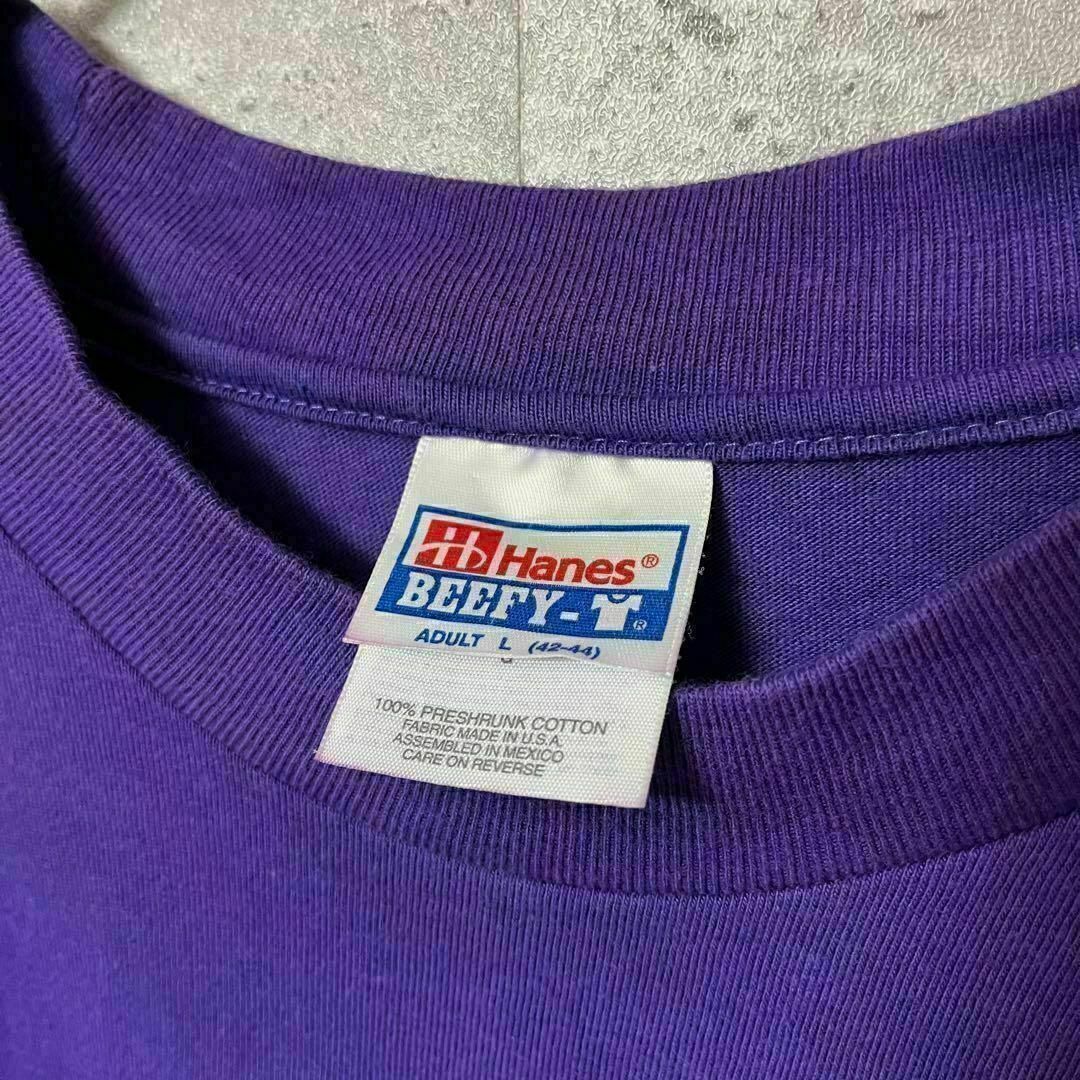 Hanes®
BEEFY-T®
ADULT L (42-44)
100% PRESHRUNK COTTON
FABRIC MADE IN U.S.A.
ASSEMBLED IN MEXICO
CARE ON REVERSE